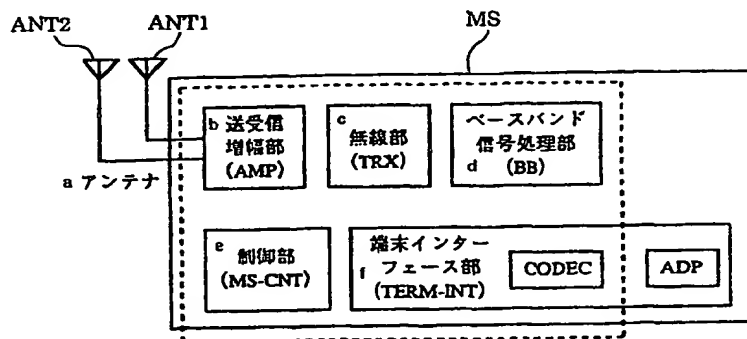 ANT2
ANT1
MS
b 送受信
増幅部
(AMP)
c
無線部
(TRX)
ベースバンド
信号処理部
d (BB)
a アンテナ
e
制御部
(MS-CNT)
端末インター
f フェース部
(TERM-INT)
CODEC
ADP